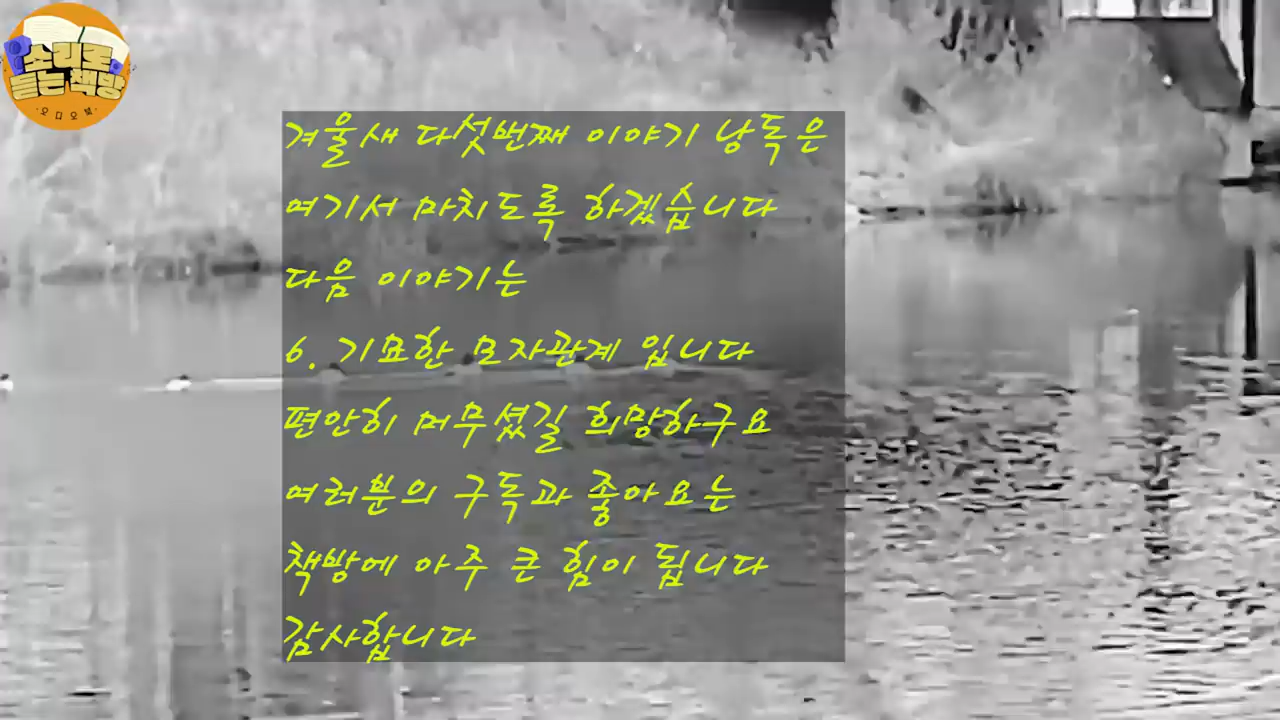 소리로
듣는 책방
·오디오북·
겨울새 다섯번째 이야기 낭독은
여기서 마치도록 하겠습니다
다음 이야기는
6. 기묘한 모자관계 입니다
편안히 머무셨길 희망하구요
여러분의 구독과 좋아요는
책방에 아주 큰 힘이 됩니다
감사합니다